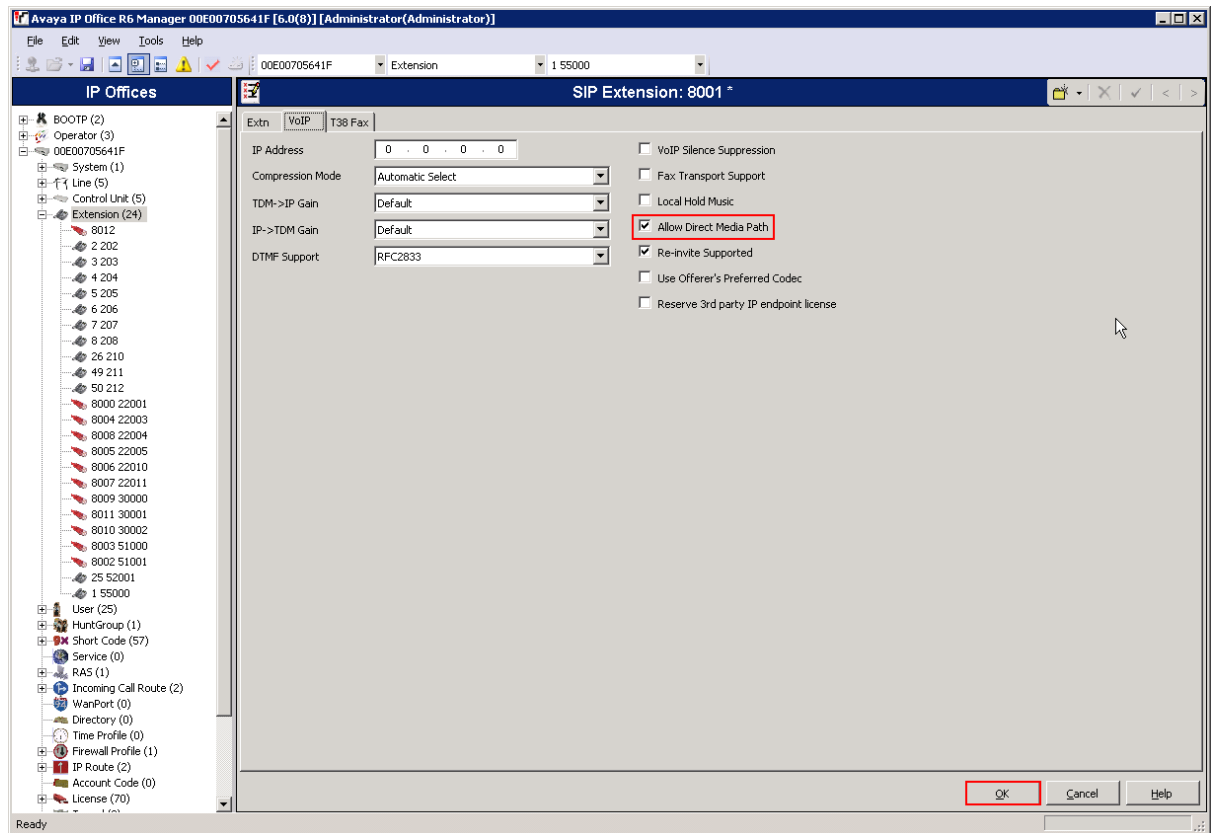 Avaya IP Office R6 Manager 00E00705641F [6.0(8)] [Administrator(Administrator)]
File Edit View Tools Help
00E00705641F Extension 1 55000
IP Offices
BOOTP (2)
Operator (3)
00E00705641F
System (1)
Line (5)
Control Unit (5)
Extension (24)
8012
2 202
3 203
4 204
5 205
6 206
7 207
8 208
26 210
49 211
50 212
8000 22001
8004 22003
8008 22004
8005 22005
8006 22010
8007 22011
8009 30000
8011 30001
8010 30002
8003 51000
8002 51001
25 52001
1 55000
User (25)
HuntGroup (1)
Short Code (57)
Service (0)
RAS (1)
Incoming Call Route (2)
WanPort (0)
Directory (0)
Time Profile (0)
Firewall Profile (1)
IP Route (2)
Account Code (0)
License (70)
SIP Extension: 8001 *
Extn VoIP T38 Fax
IP Address 0 . 0 . 0 . 0
Compression Mode Automatic Select
TDM->IP Gain Default
IP->TDM Gain Default
DTMF Support RFC2833
VoIP Silence Suppression
Fax Transport Support
Local Hold Music
Allow Direct Media Path
Re-invite Supported
Use Offerer's Preferred Codec
Reserve 3rd party IP endpoint license
OK Cancel Help
Ready